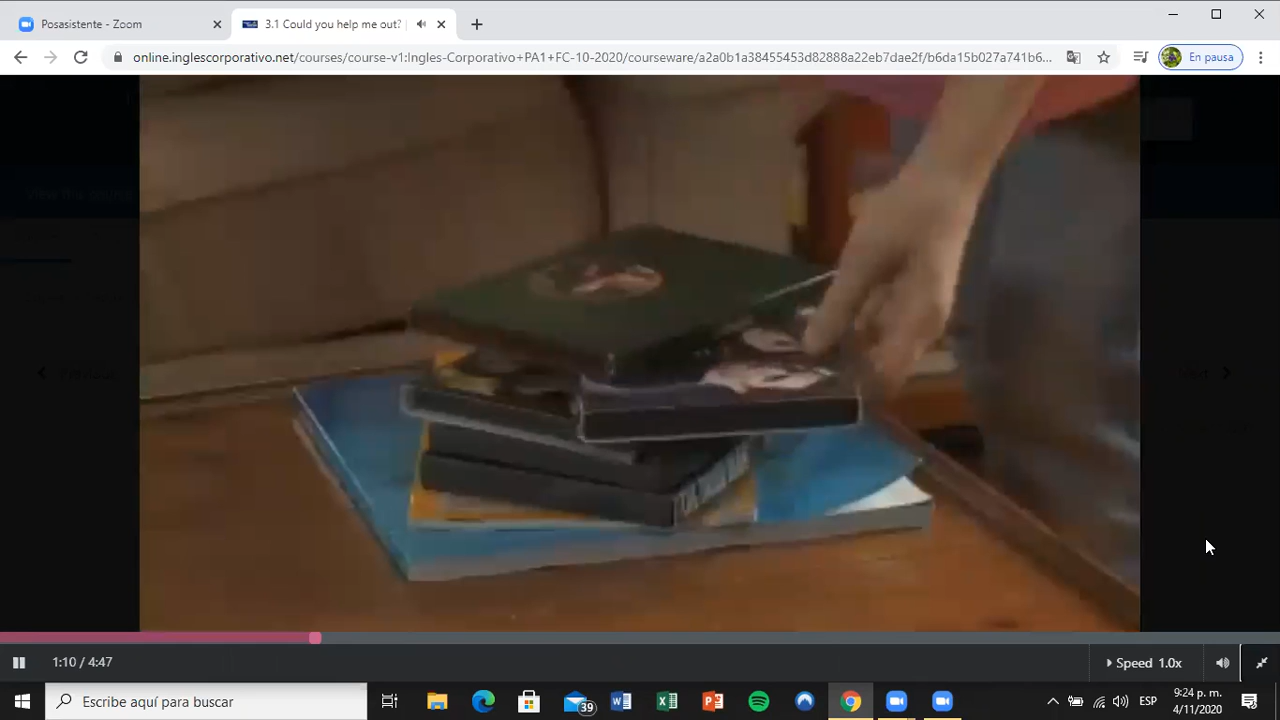 Posasistente - Zoom
3.1 Could you help me out?
online.inglescorporativo.net/courses/course-v1:Ingles-Corporativo+PA1+FC-10-2020/courseware/a2a0b1a38455453d82888a22eb7dae2f/b6da15b027a741b6...
En pausa
1:10 / 4:47
Speed 1.0x
Escribe aquí para buscar
39
ESP
9:24 p. m.
4/11/2020